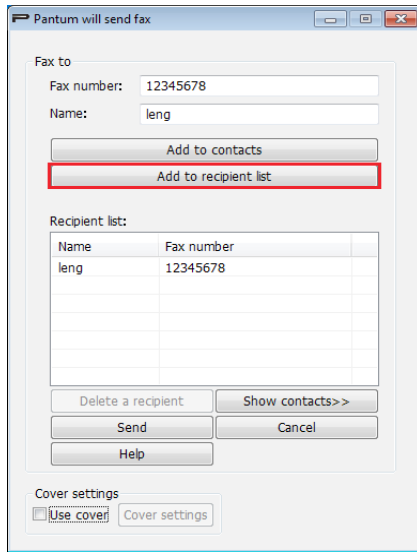 Pantum will send fax
Fax to
Fax number: 12345678
Name: leng
Add to contacts
Add to recipient list
Recipient list:
Name Fax number
leng 12345678
Delete a recipient Show contacts>>
Send Cancel
Help
Cover settings
Use cover Cover settings